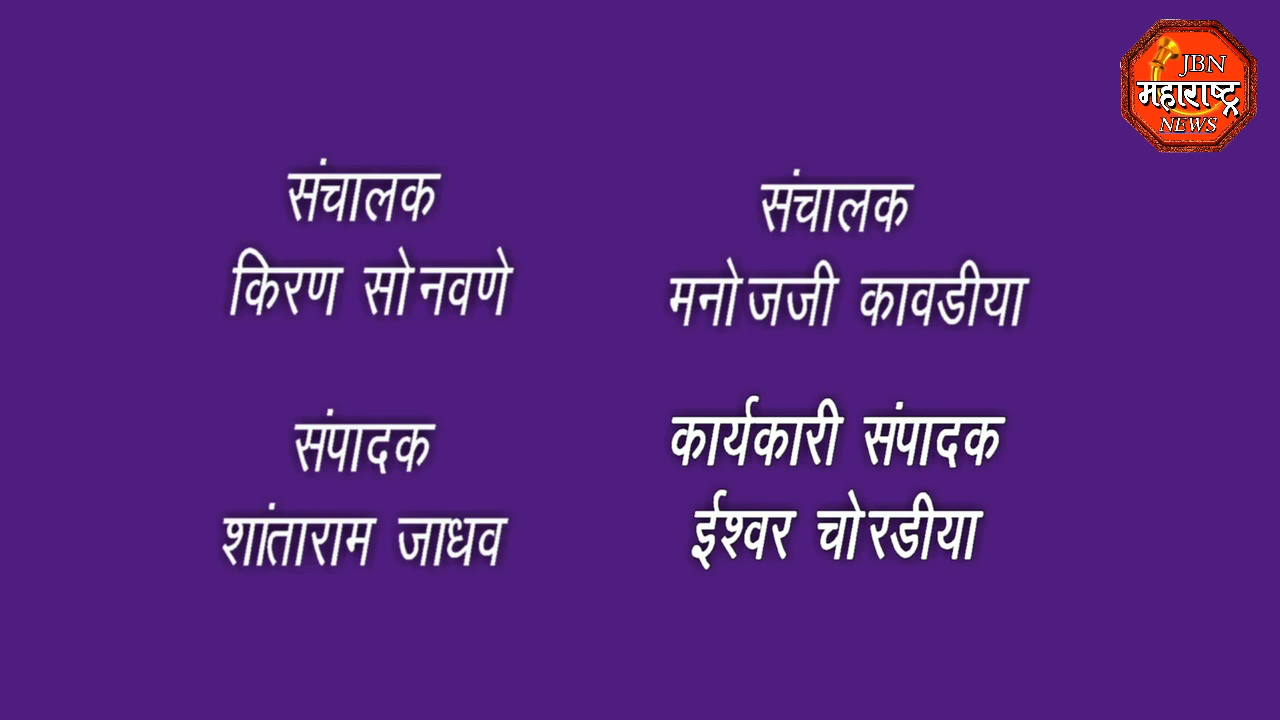 JBN
महाराष्ट्र
NEWS
संचालक
किरण सोनवणे
संचालक
मनोजजी कावडीया
संपादक
शांताराम जाधव
कार्यकारी संपादक
ईश्वर चोरडीया